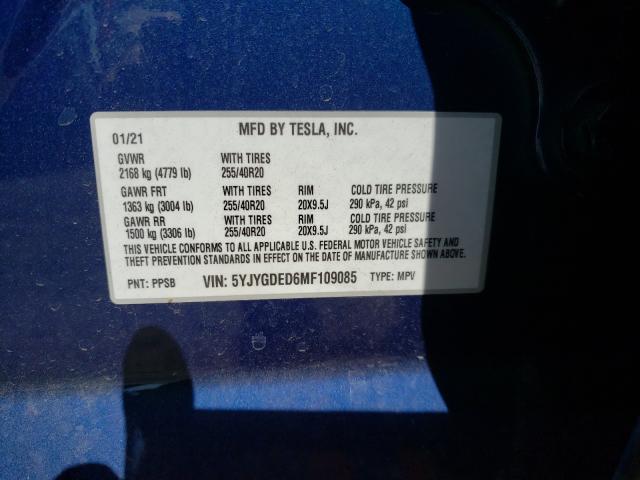 01/21 MFD BY TESLA, INC.
GVWR WITH TIRES
2168 kg (4779 lb) 255/40R20
GAWR FRT WITH TIRES RIM COLD TIRE PRESSURE
1363 kg (3004 lb) 255/40R20 20X9.5J 290 kPa, 42 psi
GAWR RR WITH TIRES RIM COLD TIRE PRESSURE
1500 kg (3306 lb) 255/40R20 20X9.5J 290 kPa, 42 psi
THIS VEHICLE CONFORMS TO ALL APPLICABLE U.S. FEDERAL MOTOR VEHICLE SAFETY AND
THEFT PREVENTION STANDARDS IN EFFECT ON THE DATE OF MANUFACTURE SHOWN ABOVE.
PNT: PPSB VIN: 5YJYGDED6MF109085 TYPE: MPV